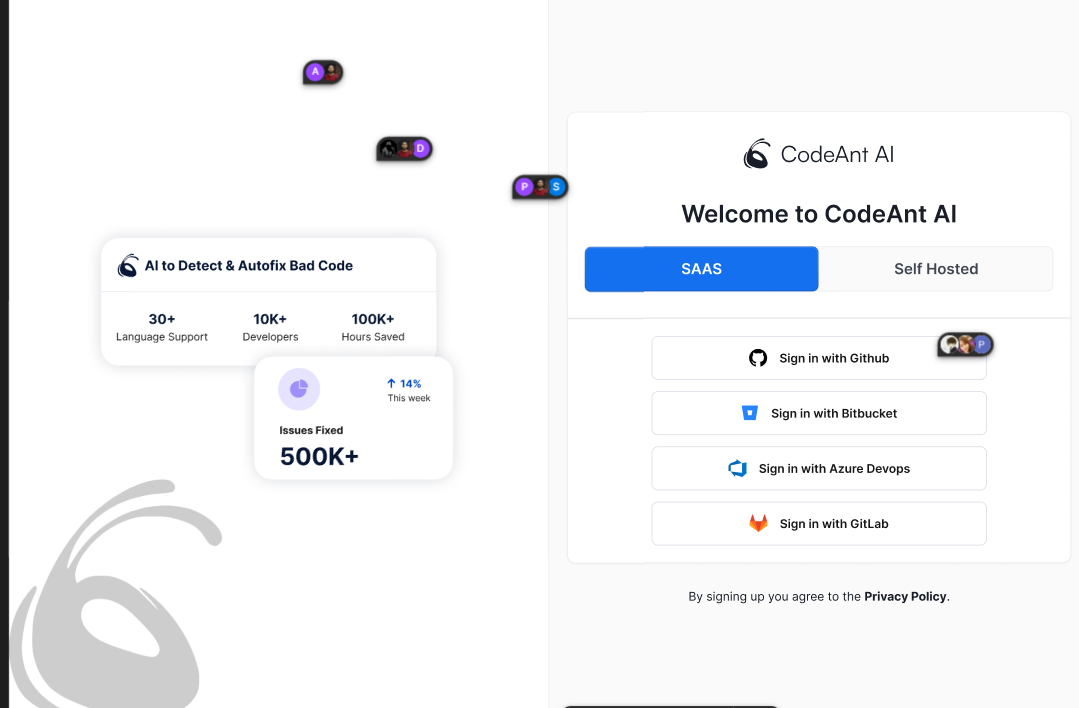 A
D
P S
AI to Detect & Autofix Bad Code
30+ 10K+ 100K+
Language Support Developers Hours Saved
↑ 14%
This week
Issues Fixed
500K+
CodeAnt AI
Welcome to CodeAnt AI
SAAS Self Hosted
P
Sign in with Github
Sign in with Bitbucket
Sign in with Azure Devops
Sign in with GitLab
By signing up you agree to the Privacy Policy.